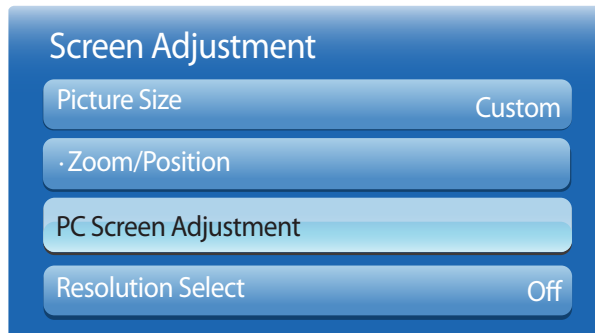 Screen Adjustment
Picture Size Custom
· Zoom/Position
PC Screen Adjustment
Resolution Select Off